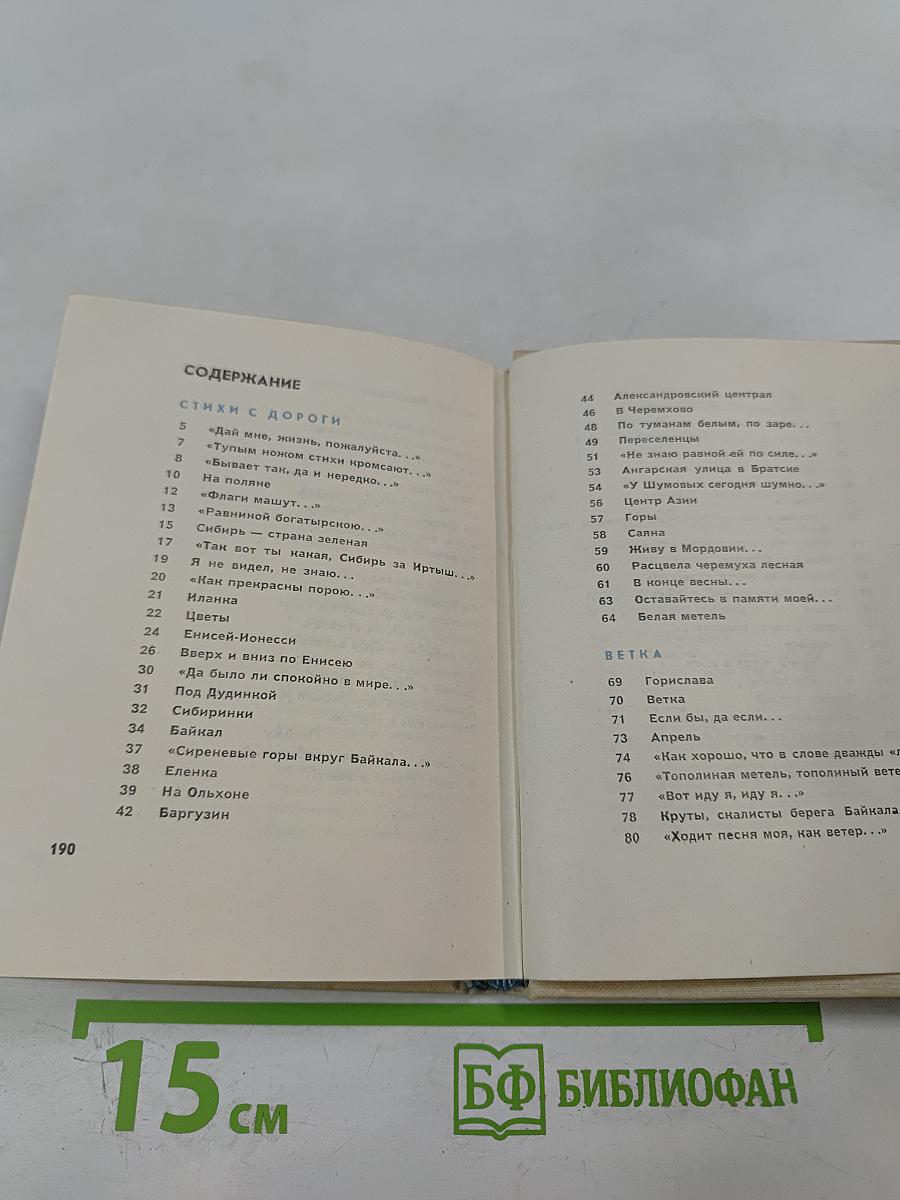 СОДЕРЖАНИЕ
СТИХИ С ДОРОГИ
5 «Дай мне, жизнь, пожалуйста...»
7 «Тупым ножом стихи кромсают...»
8 «Бывает так, да и нередко...»
10 На поляне
12 «Флаги машут...»
13 «Равниной богатырскою...»
15 Сибирь — страна зеленая
17 «Так вот ты какая, Сибирь за Иртыш...»
19 Я не видел, не знаю...
20 «Как прекрасны порою...»
21 Иланка
22 Цветы
24 Енисей-Ионесси
26 Вверх и вниз по Енисею
30 «Да было ли спокойно в мире...»
31 Под Дудинкой
32 Сибиринки
34 Байкал
37 «Сиреневые горы вкруг Байкала...»
38 Еленка
39 На Ольхоне
42 Баргузин
190
44 Александровский централ
46 В Черемхово
48 По туманам белым, по заре...
49 Переселенцы
51 «Не знаю равной ей по силе...»
53 Ангарская улица в Братске
54 «У Шумовых сегодня шумно...»
56 Центр Азии
57 Горы
58 Саяна
59 Живу в Мордовии...
60 Расцвела черемуха лесная
61 В конце весны...
63 Оставайтесь в памяти моей...
64 Белая метель
ВЕТКА
69 Горислава
70 Ветка
71 Если бы, да если...
73 Апрель
74 «Как хорошо, что в слове дважды
76 «Тополиная метель, тополиный
77 «Вот иду я, иду я...»
78 Круты, скалисты берега Байкала
80 «Ходит песня моя, как ветер...»
15 см
БФ БИБЛИОФАН